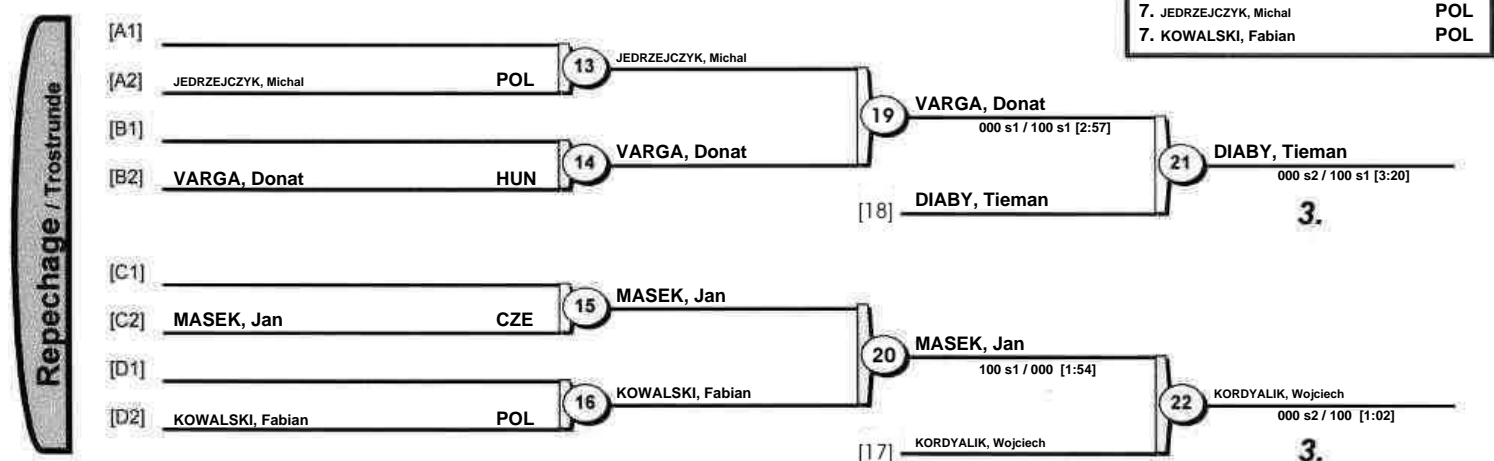 7. JEDRZEJCZYK, Michal POL
7. KOWALSKI, Fabian POL
Repechage / Trostrunde
[A1]
[A2] JEDRZEJCZYK, Michal POL
13 JEDRZEJCZYK, Michal
[B1]
[B2] VARGA, Donat HUN
14 VARGA, Donat
19 VARGA, Donat
000 s1 / 100 s1 [2:57]
[18] DIABY, Tieman
21 DIABY, Tieman
000 s2 / 100 s1 [3:20]
3.
[C1]
[C2] MASEK, Jan CZE
15 MASEK, Jan
[D1]
[D2] KOWALSKI, Fabian POL
16 KOWALSKI, Fabian
20 MASEK, Jan
100 s1 / 000 [1:54]
[17] KORDYALIK, Wojciech
22 KORDYALIK, Wojciech
000 s2 / 100 [1:02]
3.